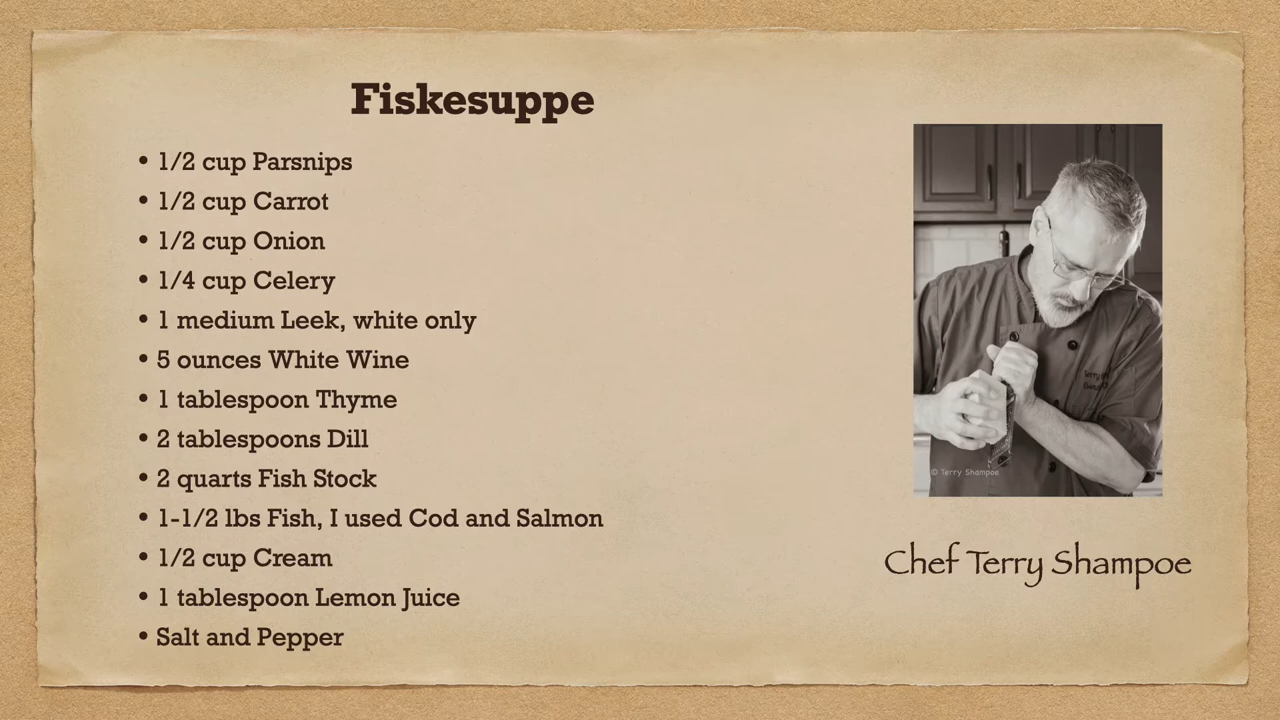 Fiskesuppe
• 1/2 cup Parsnips
• 1/2 cup Carrot
• 1/2 cup Onion
• 1/4 cup Celery
• 1 medium Leek, white only
• 5 ounces White Wine
• 1 tablespoon Thyme
• 2 tablespoons Dill
• 2 quarts Fish Stock
• 1-1/2 lbs Fish, I used Cod and Salmon
• 1/2 cup Cream
• 1 tablespoon Lemon Juice
• Salt and Pepper
© Terry Shampoe
Chef Terry Shampoe